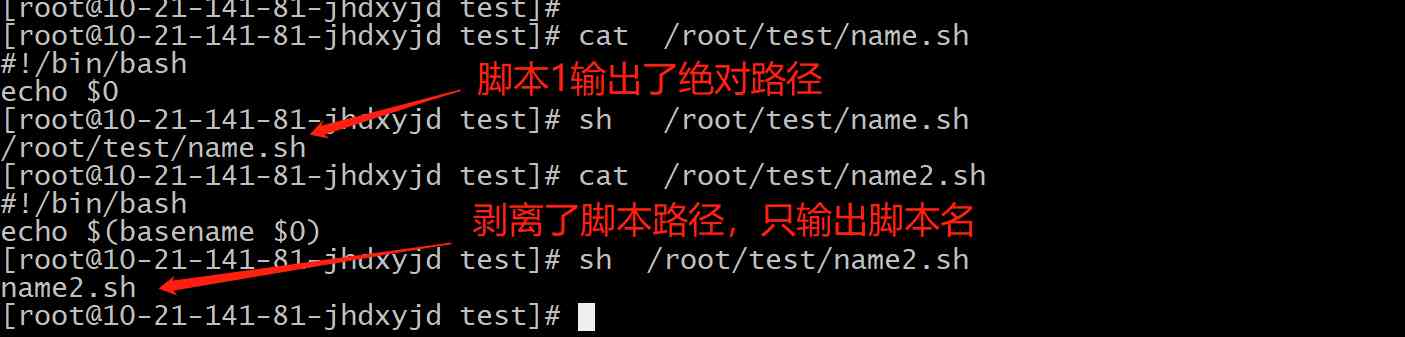 [root@10-21-141-81-jhdxyjd test]#
[root@10-21-141-81-jhdxyjd test]# cat  /root/test/name.sh
#!/bin/bash
脚本1输出了绝对路径
echo $0
[root@10-21-141-81-jhdxyjd test]# sh   /root/test/name.sh
/root/test/name.sh
[root@10-21-141-81-jhdxyjd test]# cat  /root/test/name2.sh
#!/bin/bash
剥离了脚本路径，只输出脚本名
echo $(basename $0)
[root@10-21-141-81-jhdxyjd test]# sh  /root/test/name2.sh
name2.sh
[root@10-21-141-81-jhdxyjd test]#